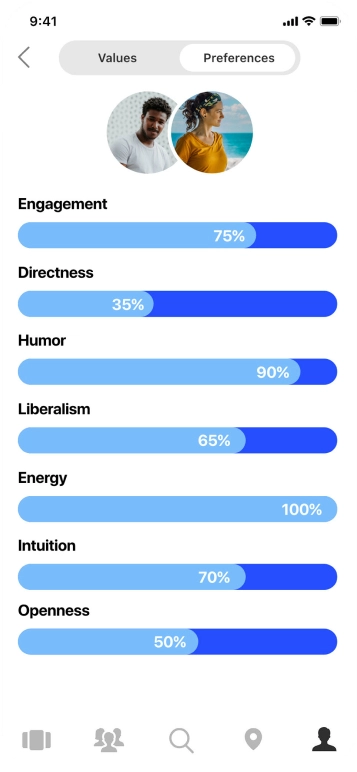 9:41
Values Preferences
Engagement
75%
Directness
35%
Humor
90%
Liberalism
65%
Energy
100%
Intuition
70%
Openness
50%